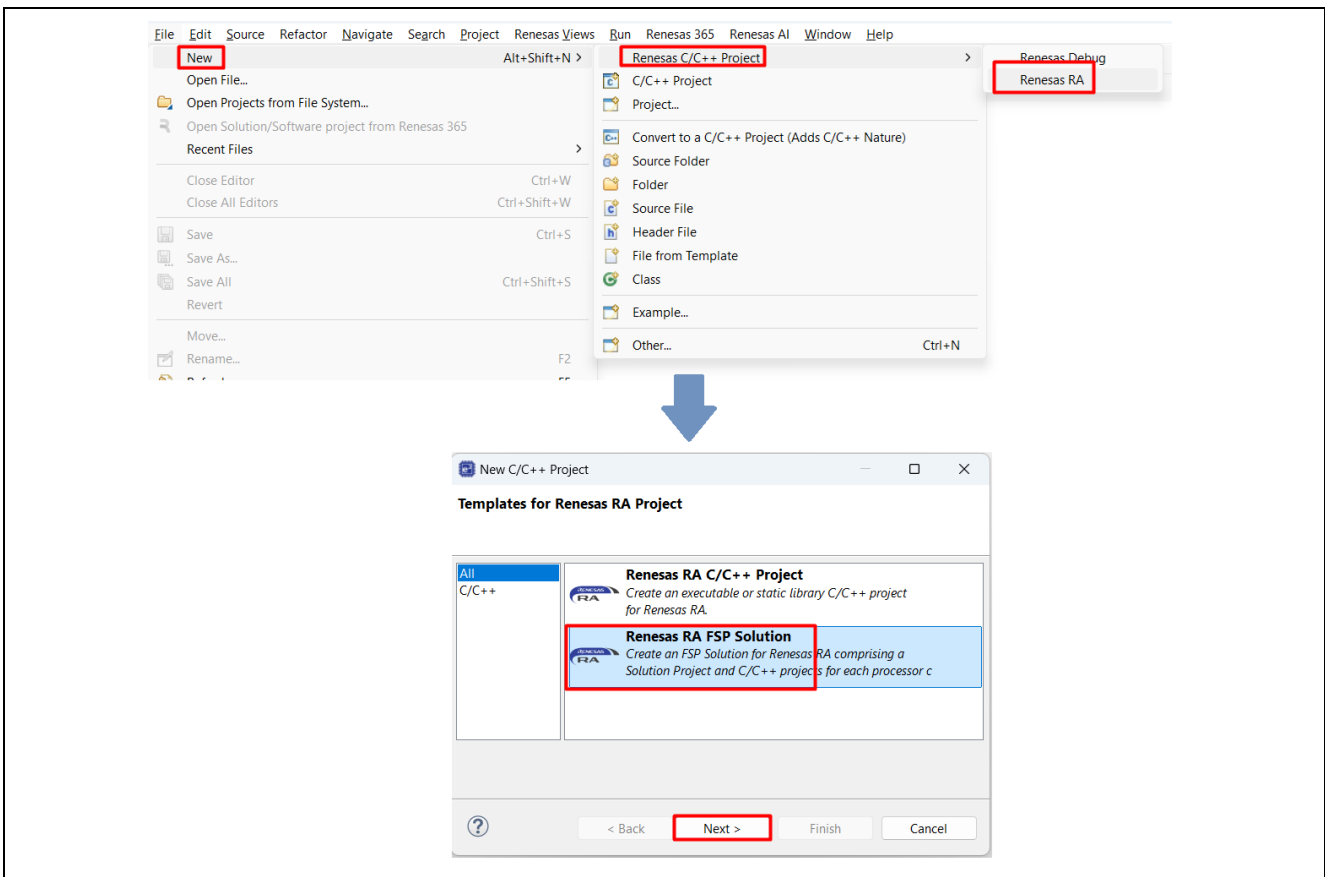 File Edit Source Refactor Navigate Search Project Renesas Views Run Renesas 365 Renesas AI Window Help
New Alt+Shift+N >
Open File...
Open Projects from File System...
Open Solution/Software project from Renesas 365
Recent Files >
Close Editor Ctrl+W
Close All Editors Ctrl+Shift+W
Save Ctrl+S
Save As...
Save All Ctrl+Shift+S
Revert
Move...
Rename... F2
Renesas C/C++ Project >
C/C++ Project
Project...
Convert to a C/C++ Project (Adds C/C++ Nature)
Source Folder
Folder
Source File
Header File
File from Template
Class
Example...
Other... Ctrl+N
Renesas Debug
Renesas RA
New C/C++ Project
Templates for Renesas RA Project
All
C/C++
RENESAS
RA
Renesas RA C/C++ Project
Create an executable or static library C/C++ project
for Renesas RA.
RENESAS
RA
Renesas RA FSP Solution
Create an FSP Solution for Renesas RA comprising a
Solution Project and C/C++ projects for each processor c
< Back Next > Finish Cancel